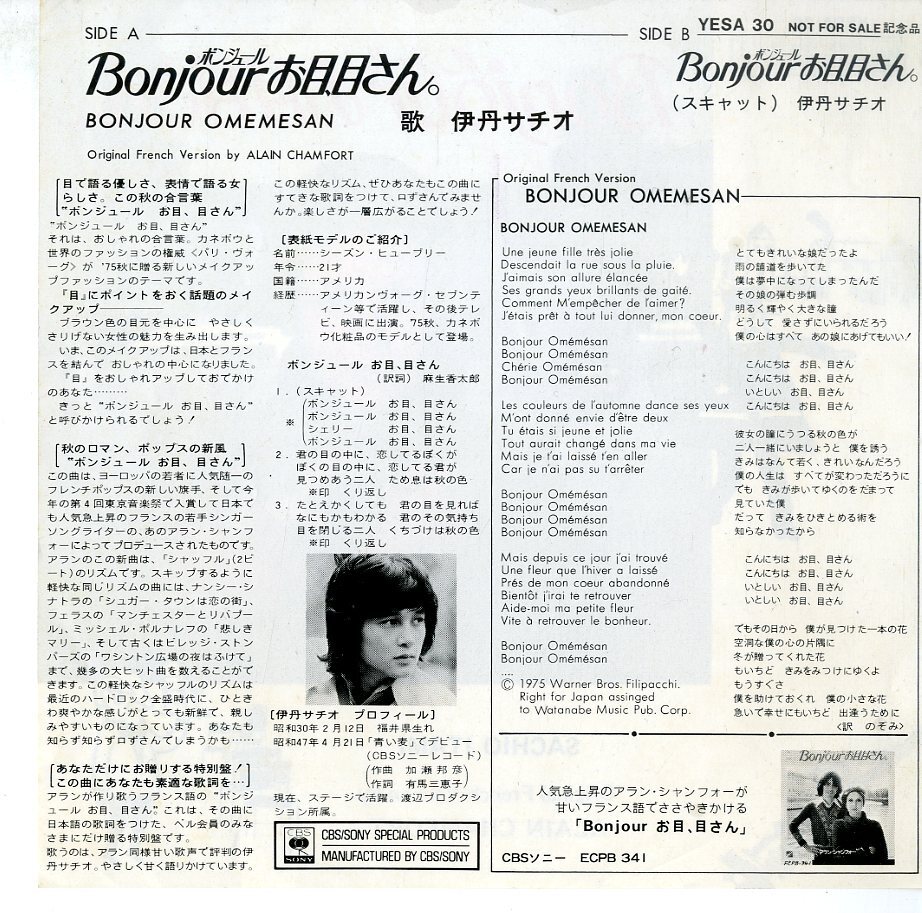 SIDE A
SIDE B
YESA 30 NOT FOR SALE 記念品
ボンジュール
Bonjourお目,目さん。
BONJOUR OMEMESAN
歌 伊丹サチオ
Original French Version by ALAIN CHAMFORT
ボンジュール
Bonjourお目,目さん。
(スキャット) 伊丹サチオ
目で語る優しさ、表情で語る女
らしさ。この秋の合言葉
“ボンジュール お目、目さん”
“ボンジュール お目、目さん”
それは、おしゃれの合言葉。カネボウと
世界のファッションの権威〈パリ・ヴォ
ーグ〉が '75秋に贈る新しいメイクアッ
プファッションのテーマです。
『目』にポイントをおく話題のメイ
クアップ――――
ブラウン色の目元を中心に やさしく
さりげない女性の魅力を生み出します。
いま、このメイクアップは、日本とフラン
スを結んで おしゃれの中心になりました。
『目』をおしゃれアップしておでかけ
のあなた………
きっと“ボンジュール お目、目さん”
と呼びかけられるでしょう!
秋のロマン、ポップスの新風
“ボンジュール お目、目さん”
この曲は、ヨーロッパの若者に人気随一の
フレンチポップスの新しい旗手、そして今
年の第4回東京音楽祭で入賞して日本で
も人気急上昇のフランスの若手シンガー
ソングライターの、あのアラン・シャンフ
ォーによってプロデュースされたものです。
アランのこの新曲は、「シャッフル」(2ビ
ート)のリズムです。スキップするように
軽快な同じリズムの曲には、ナンシー・シ
ナトラの「シュガー・タウンは恋の街」、
フェラスの「マンチェスターとリバプー
ル」、ミッシェル・ポルナレフの「悲しき
マリー」、そして古くはビレッジ・ストン
パーズの「ワシントン広場の夜はふけて」
まで、幾多の大ヒット曲を数えることがで
きます。この軽快なシャッフルのリズムは
最近のハードロック全盛時代に、ひとき
わ爽やかな感じがとっても新鮮で、親し
みやすいものになっています。あなたも
知らず知らず口ずさんでしまうかも……
あなただけにお贈りする特別盤!
この曲にあなたも素適な歌詞を…
アランが作り歌うフランス語の“ボンジ
ュール お目、目さん”これは、その曲に
日本語の歌詞をつけた、ベル会員のみな
さまにだけ贈る特別盤です。
歌うのは、アラン同様甘い歌声で評判の伊
丹サチオ。やさしく甘く語りかけています。
この軽快なリズム、ぜひあなたもこの曲に
すてきな歌詞をつけて、口ずさんでみませ
んか。楽しさが一層広がることでしょう!
[表紙モデルのご紹介]
名前……シーズン・ヒューブリー
年令……21才
国籍……アメリカ
経歴……アメリカンヴォーグ・セブンテ
ィーン等で活躍し、その後テレ
ビ、映画に出演。75秋、カネボ
ウ化粧品のモデルとして登場。
ボンジュール お目、目さん
(訳詞) 麻生香太郎
1.(スキャット)
※ ボンジュール お目、目さん
ボンジュール お目、目さん
シェリー お目、目さん
ボンジュール お目、目さん
2.君の目の中に、恋してるぼくが
ぼくの目の中に、恋してる君が
見つめあう二人 ため息は秋の色
※印 くり返し
3.たとえかくしても 君の目を見れば
なにもかもわかる 君のその気持ち
目を閉じる二人 くちづけは秋の色
※印 くり返し
[伊丹サチオ プロフィール]
昭和30年2月12日 福井県生れ
昭和47年4月21日「青い麦」でデビュー
(CBSソニーレコード)
(作曲 加瀬邦彦
作詞 有馬三恵子)
現在、ステージで活躍。渡辺プロダクシ
ョン所属。
CBS
SONY
CBS/SONY SPECIAL PRODUCTS
MANUFACTURED BY CBS/SONY
Original French Version
BONJOUR OMEMESAN
BONJOUR OMEMESAN
Une jeune fille très jolie
Descendait la rue sous la pluie.
J'aimais son allure élancée
Ses grands yeux brillants de gaité.
Comment M'empêcher de l'aimer?
J'étais prêt à tout lui donner, mon coeur.
Bonjour Omémésan
Bonjour Omémésan
Chérie Omémésan
Bonjour Omémésan
Les couleurs de l'automne dance ses yeux
M'ont donné envie d'être deux
Tu étais si jeune et jolie
Tout aurait changé dans ma vie
Mais je t'ai laissé t'en aller
Car je n'ai pas su t'arrêter
Bonjour Omémésan
Bonjour Omémésan
Bonjour Omémésan
Bonjour Omémésan
Mais depuis ce jour j'ai trouvé
Une fleur que l'hiver a laissé
Prés de mon coeur abandonné
Bientôt j'irai te retrouver
Aide-moi ma petite fleur
Vite à retrouver le bonheur.
Bonjour Omémésan
Bonjour Omémésan
....
Ⓒ 1975 Warner Bros. Filipacchi.
Right for Japan assinged
to Watanabe Music Pub. Corp.
とてもきれいな娘だったよ
雨の舗道を歩いてた
僕は夢中になってしまったんだ
その娘の弾む歩調
明るく輝やく大きな瞳
どうして 愛さずにいられるだろう
僕の心はすべて あの娘にあげてもいい!
こんにちは お目、目さん
こんにちは お目、目さん
いとしい お目、目さん
こんにちは お目、目さん
彼女の瞳にうつる秋の色が
二人一緒にいましょうと 僕を誘う
きみはなんて若く、きれいなんだろう
僕の人生は すべてが変わっただろうに
でも きみが歩いてゆくのをだまって
見ていた僕
だって きみをひきとめる術を
知らなかったから
こんにちは お目、目さん
こんにちは お目、目さん
いとしい お目、目さん
いとしい お目、目さん
でもその日から 僕が見つけた一本の花
空洞な僕の心の片隅に
冬が贈ってくれた花
もいちど きみをみつけにゆくよ
もうすぐさ
僕を助けておくれ 僕の小さな花
急いで幸せにもいちど 出逢うために
〈訳 のぞみ〉
人気急上昇のアラン・シャンフォーが
甘いフランス語でささやきかける
「Bonjour お目、目さん」
CBSソニー ECPB 341
Bonjourお目,目さん。
アラン・シャンフォー
ECPB-341